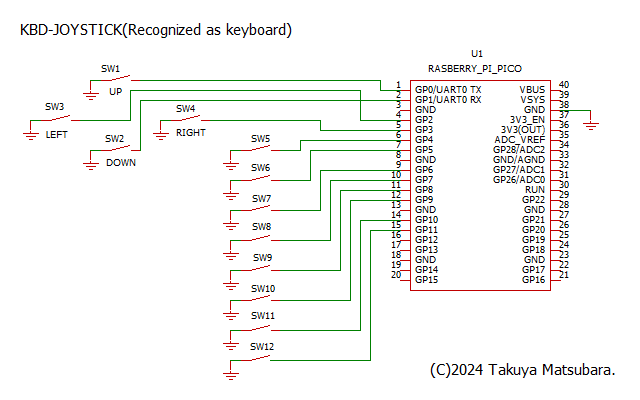 KBD-JOYSTICK(Recognized as keyboard)
U1
RASBERRY_PI_PICO
SW1
UP
SW3
LEFT
SW4
RIGHT
SW2
DOWN
SW5
SW6
SW7
SW8
SW9
SW10
SW11
SW12
1 GP0/UART0 TX VBUS 40
2 GP1/UART0 RX VSYS 39
3 GND GND 38
4 GP2 3V3_EN 37
5 GP3 3V3(OUT) 36
6 GP4 ADC_VREF 35
7 GP5 GP28/ADC2 34
8 GND GND/AGND 33
9 GP6 GP27/ADC1 32
10 GP7 GP26/ADC0 31
11 GP8 RUN 30
12 GP9 GP22 29
13 GND GND 28
14 GP10 GP21 27
15 GP11 GP20 26
16 GP12 GP19 25
17 GP13 GP18 24
18 GND GND 23
19 GP14 GP17 22
20 GP15 GP16 21
(C)2024 Takuya Matsubara.